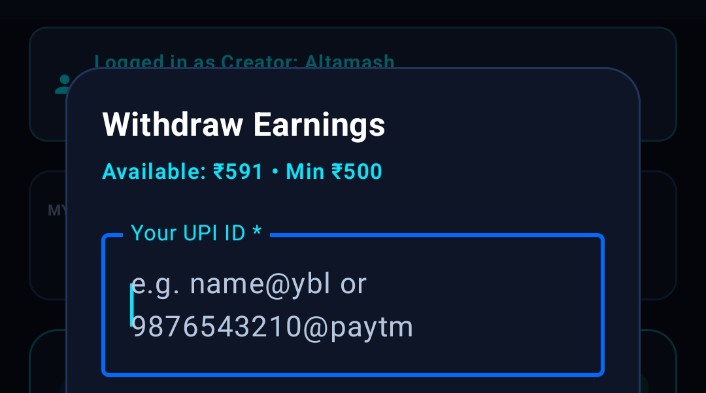 Logged in as Creator: Altamash
Withdraw Earnings
Available: ₹591 • Min ₹500
MY
Your UPI ID *
e.g. name@ybl or
9876543210@paytm